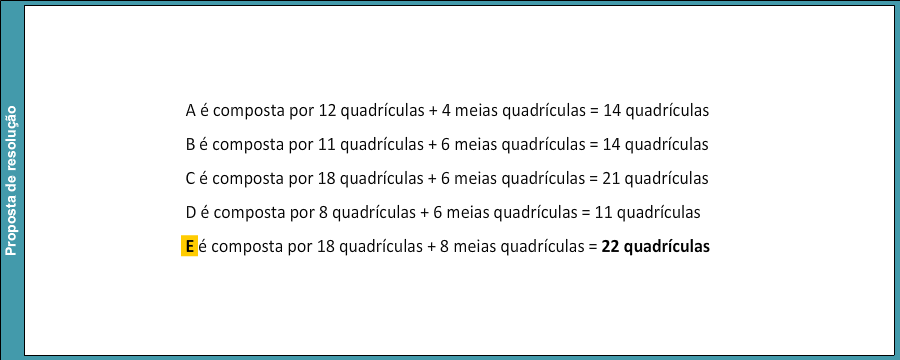 Proposta de resolução
A é composta por 12 quadrículas + 4 meias quadrículas = 14 quadrículas
B é composta por 11 quadrículas + 6 meias quadrículas = 14 quadrículas
C é composta por 18 quadrículas + 6 meias quadrículas = 21 quadrículas
D é composta por 8 quadrículas + 6 meias quadrículas = 11 quadrículas
E é composta por 18 quadrículas + 8 meias quadrículas = 22 quadrículas